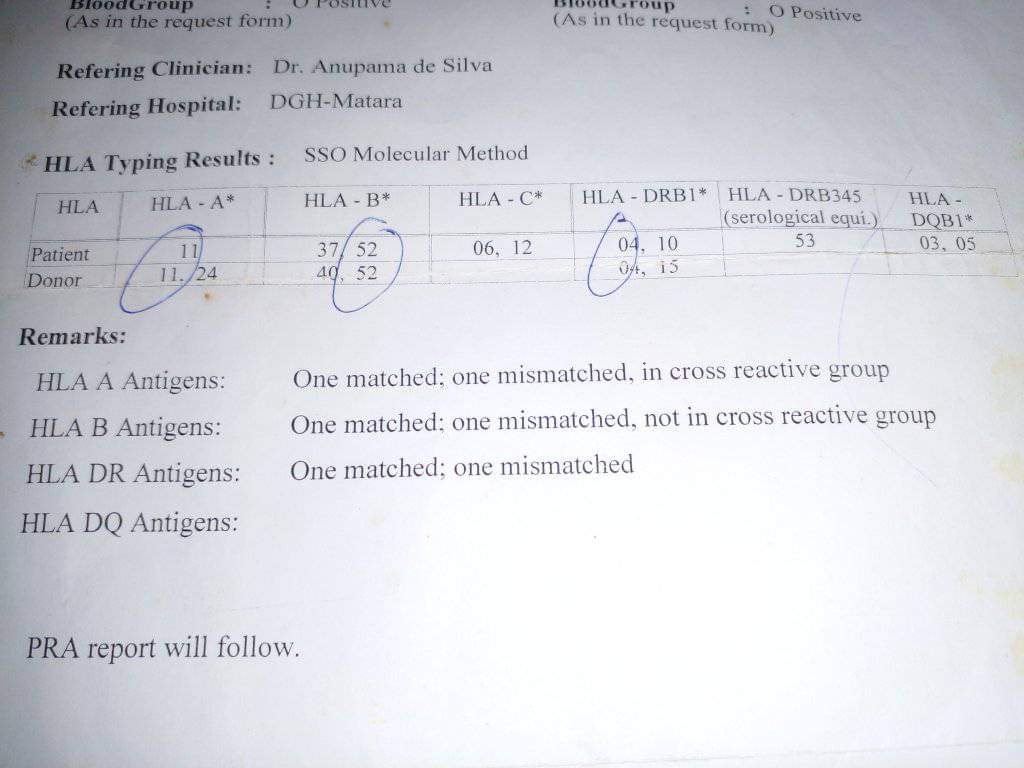 BloodGroup : O Positive
(As in the request form)
BloodGroup : O Positive
(As in the request form)
Refering Clinician: Dr. Anupama de Silva
Refering Hospital: DGH-Matara
HLA Typing Results : SSO Molecular Method
HLA HLA - A* HLA - B* HLA - C* HLA - DRB1* HLA - DRB345 (serological equi.) HLA - DQB1*
Patient 11 37, 52 06, 12 04, 10 53 03, 05
Donor 11, 24 40, 52 04, 15
Remarks:
HLA A Antigens: One matched; one mismatched, in cross reactive group
HLA B Antigens: One matched; one mismatched, not in cross reactive group
HLA DR Antigens: One matched; one mismatched
HLA DQ Antigens:
PRA report will follow.